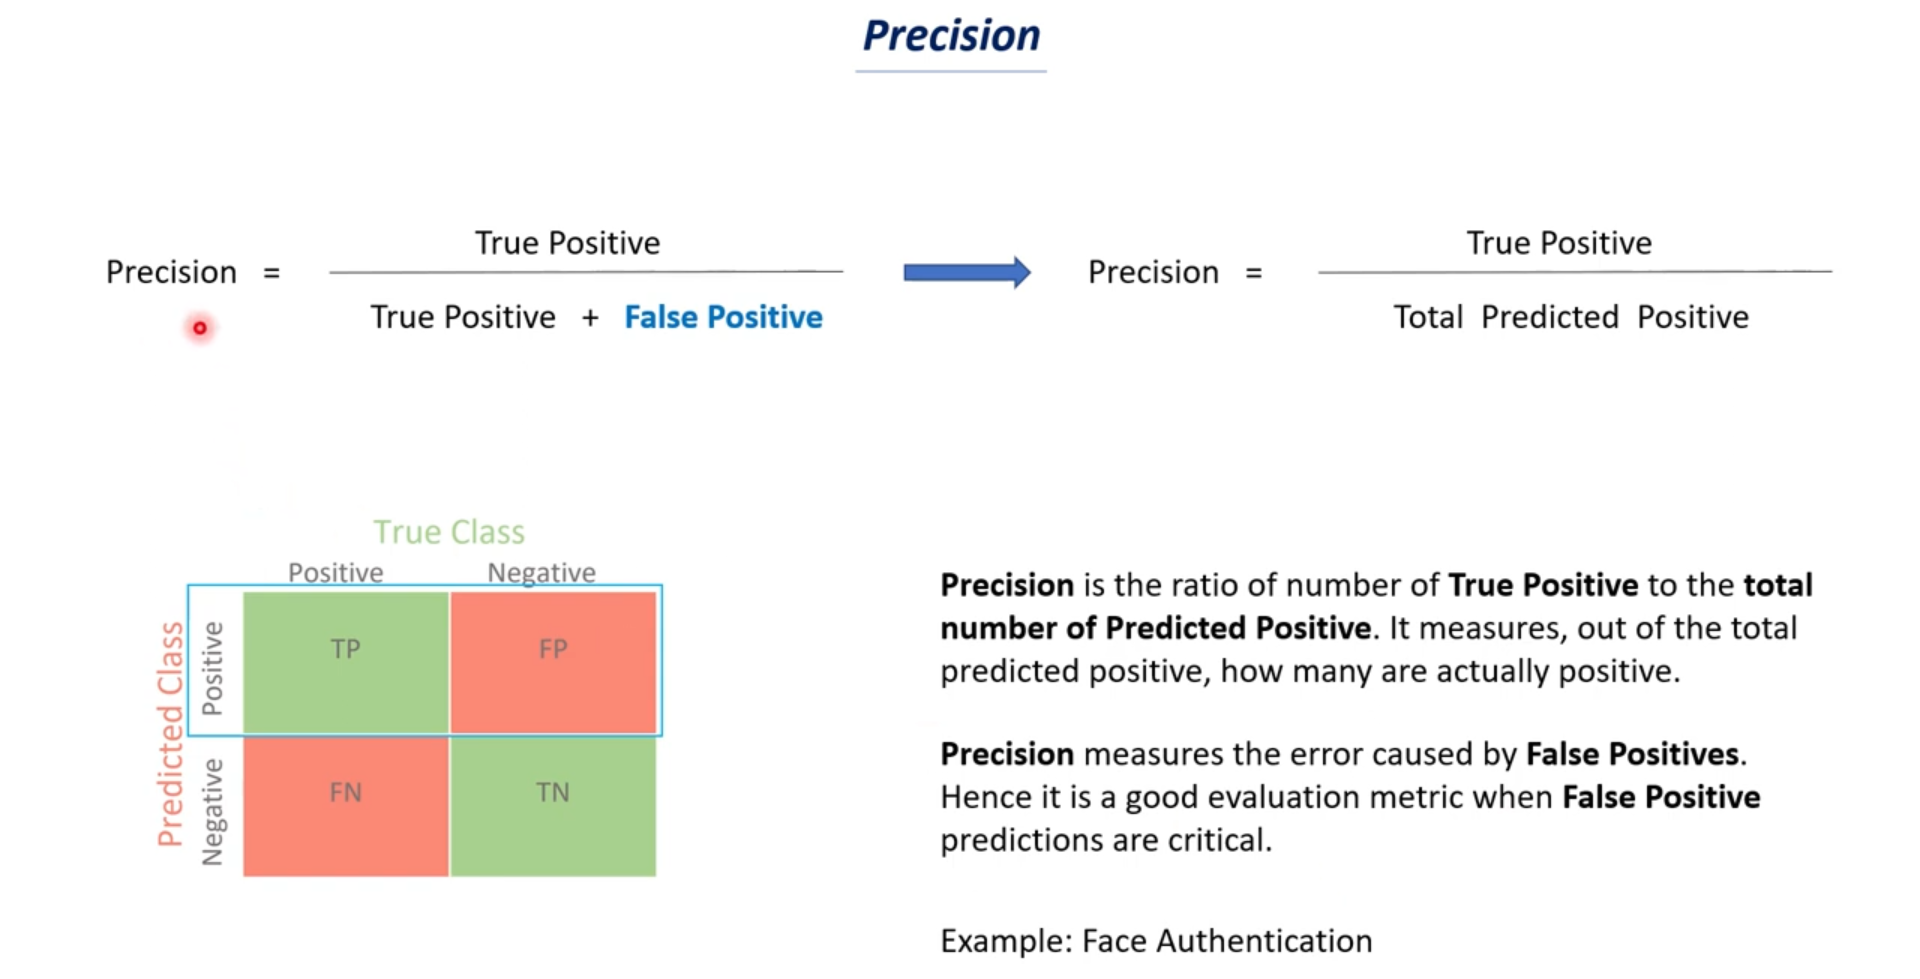 Precision
True Positive
Precision =
True Positive + False Positive
True Positive
Precision =
Total Predicted Positive
True Class
Positive Negative
Predicted Class
Positive
TP FP
Negative
FN TN
Precision is the ratio of number of True Positive to the total
number of Predicted Positive. It measures, out of the total
predicted positive, how many are actually positive.
Precision measures the error caused by False Positives.
Hence it is a good evaluation metric when False Positive
predictions are critical.
Example: Face Authentication